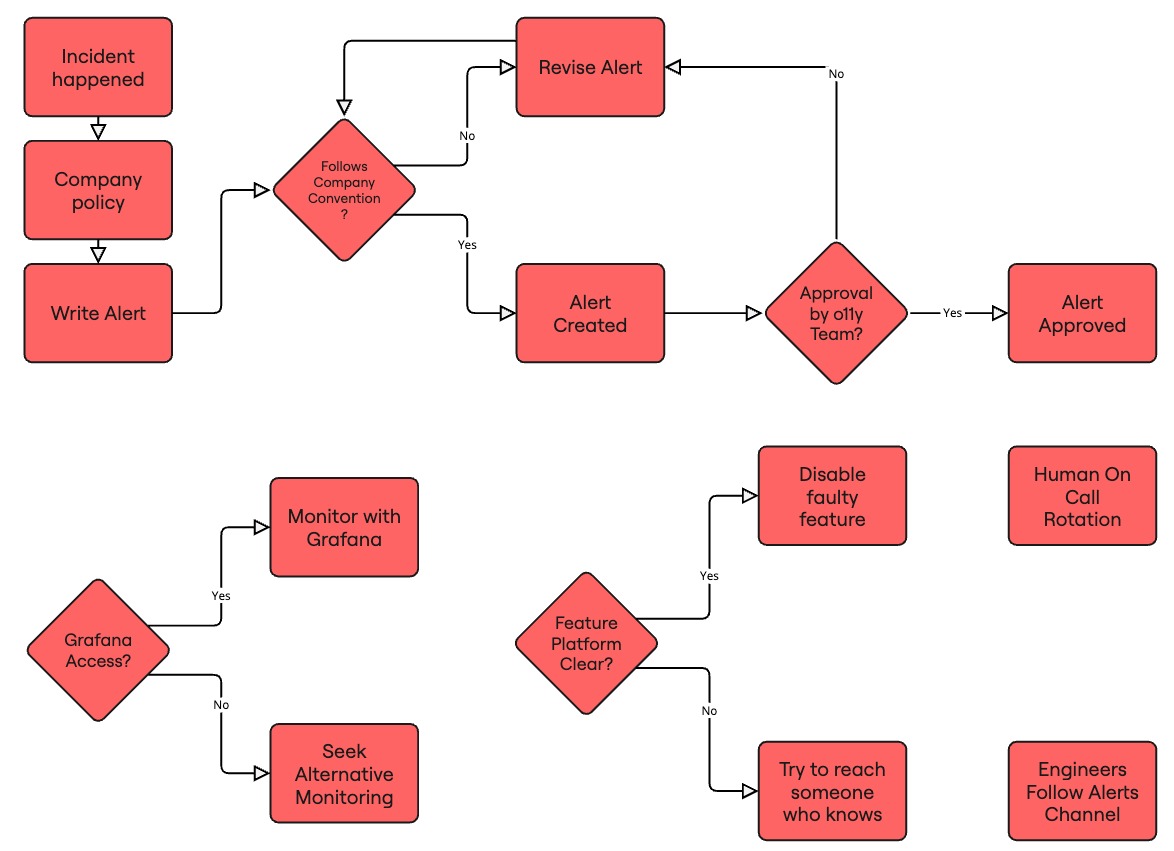 Incident
happened
Company
policy
Write Alert
Follows
Company
Convention
?
No
Yes
Revise Alert
Alert
Created
No
Approval
by o11y
Team?
Yes
Alert
Approved
Grafana
Access?
Yes
No
Monitor with
Grafana
Seek
Alternative
Monitoring
Feature
Platform
Clear?
Yes
No
Disable
faulty
feature
Try to reach
someone
who knows
Human On
Call
Rotation
Engineers
Follow Alerts
Channel